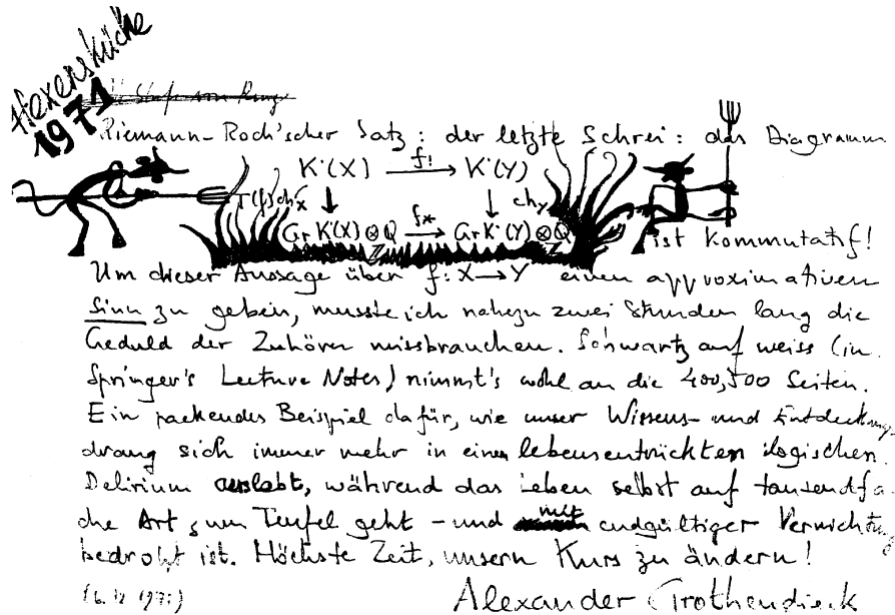 Hexenküche
1971
Riemann-Roch'scher Satz: der letzte Schrei: das Diagramm
K˙(X) f! → K˙(Y)
T(f)ch_X ↓ ↓ ch_Y
Gr K˙(X)⊗Q f* → Gr K˙(Y)⊗Q
Z Z
ist kommutatif!
Um dieser Aussage über f: X → Y einen approximativen
Sinn zu geben, musste ich nahezu zwei Stunden lang die
Geduld der Zuhörer missbrauchen. Schwartz auf weiss (in
Springer's Lecture Notes) nimmt's wohl an die 400,500 Seiten.
Ein packendes Beispiel dafür, wie unser Wissens- und Entdeckungs-
drang sich immer mehr in einem lebensentrückten logischen
Delirium auslebt, während das Leben selbst auf tausendfa-
che Art zum Teufel geht - und mit endgültiger Vernichtung
bedroht ist. Höchste Zeit, unsern Kurs zu ändern!
Alexander Grothendieck